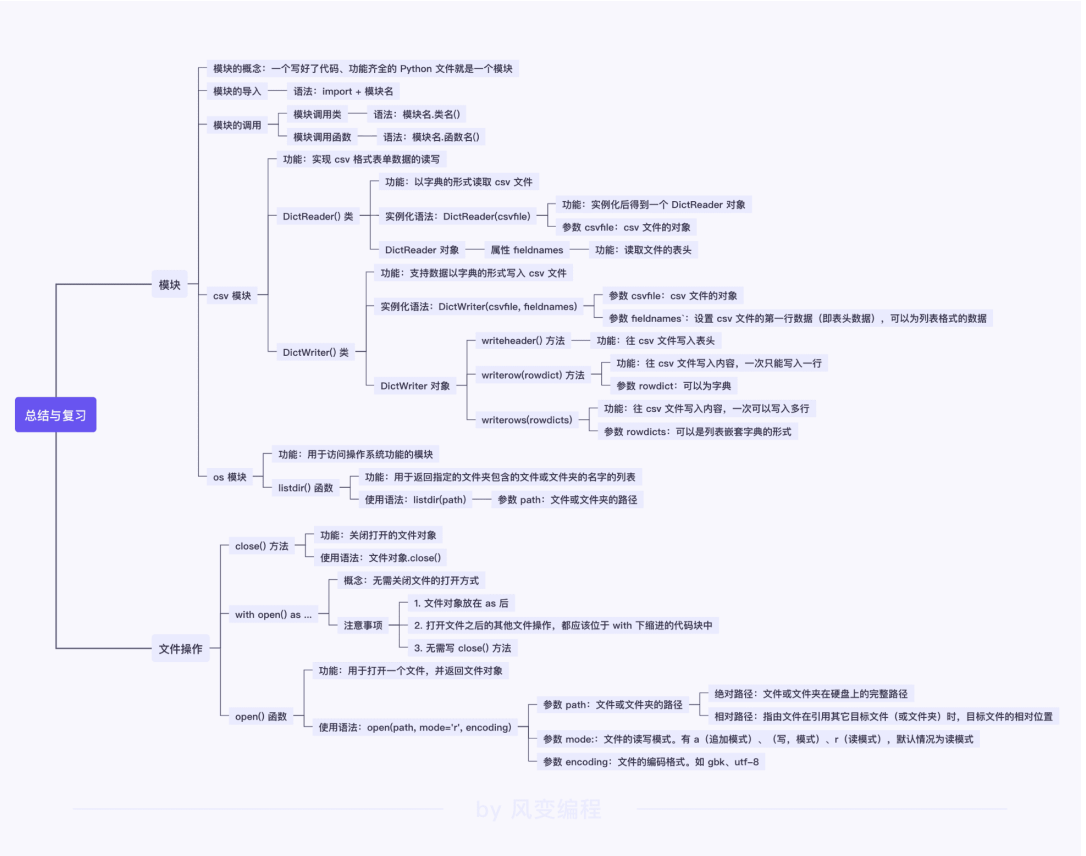 模块的概念：一个写好了代码、功能齐全的 Python 文件就是一个模块
模块的导入
语法：import + 模块名
模块的调用
模块调用类
语法：模块名.类名()
模块调用函数
语法：模块名.函数名()
模块
csv 模块
功能：实现 csv 格式表单数据的读写
DictReader() 类
功能：以字典的形式读取 csv 文件
实例化语法：DictReader(csvfile)
功能：实例化后得到一个 DictReader 对象
参数 csvfile：csv 文件的对象
DictReader 对象
属性 fieldnames
功能：读取文件的表头
DictWriter() 类
功能：支持数据以字典的形式写入 csv 文件
实例化语法：DictWriter(csvfile, fieldnames)
参数 csvfile：csv 文件的对象
参数 fieldnames`：设置 csv 文件的第一行数据（即表头数据），可以为列表格式的数据
DictWriter 对象
writeheader() 方法
功能：往 csv 文件写入表头
writerow(rowdict) 方法
功能：往 csv 文件写入内容，一次只能写入一行
参数 rowdict：可以为字典
writerows(rowdicts)
功能：往 csv 文件写入内容，一次可以写入多行
参数 rowdicts：可以是列表嵌套字典的形式
总结与复习
os 模块
功能：用于访问操作系统功能的模块
listdir() 函数
功能：用于返回指定的文件夹包含的文件或文件夹的名字的列表
使用语法：listdir(path)
参数 path：文件或文件夹的路径
文件操作
close() 方法
功能：关闭打开的文件对象
使用语法：文件对象.close()
with open() as ...
概念：无需关闭文件的打开方式
注意事项
1. 文件对象放在 as 后
2. 打开文件之后的其他文件操作，都应该位于 with 下缩进的代码块中
3. 无需写 close() 方法
open() 函数
功能：用于打开一个文件，并返回文件对象
使用语法：open(path, mode='r', encoding)
参数 path：文件或文件夹的路径
绝对路径：文件或文件夹在硬盘上的完整路径
相对路径：指由文件在引用其它目标文件（或文件夹）时，目标文件的相对位置
参数 mode:：文件的读写模式。有 a（追加模式）、（写，模式）、r（读模式），默认情况为读模式
参数 encoding：文件的编码格式。如 gbk、utf-8
by 风变编程